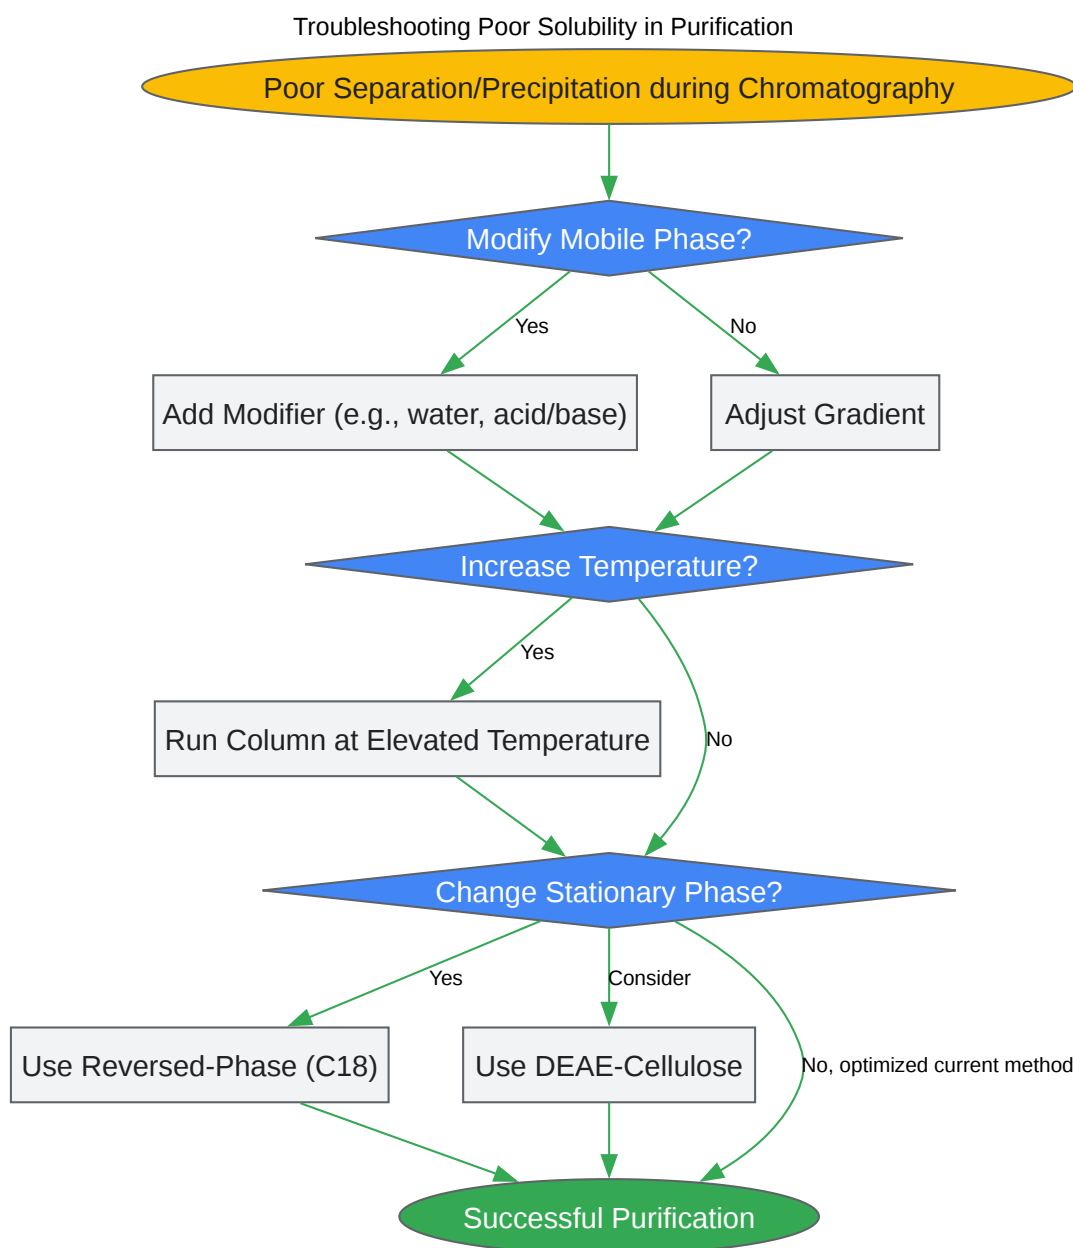 Troubleshooting Poor Solubility in Purification
Poor Separation/Precipitation during Chromatography
Modify Mobile Phase?
Yes
No
Add Modifier (e.g., water, acid/base)
Adjust Gradient
Increase Temperature?
Yes
Run Column at Elevated Temperature
No
Change Stationary Phase?
Yes
Consider
Use Reversed-Phase (C18)
Use DEAE-Cellulose
No, optimized current method
Successful Purification